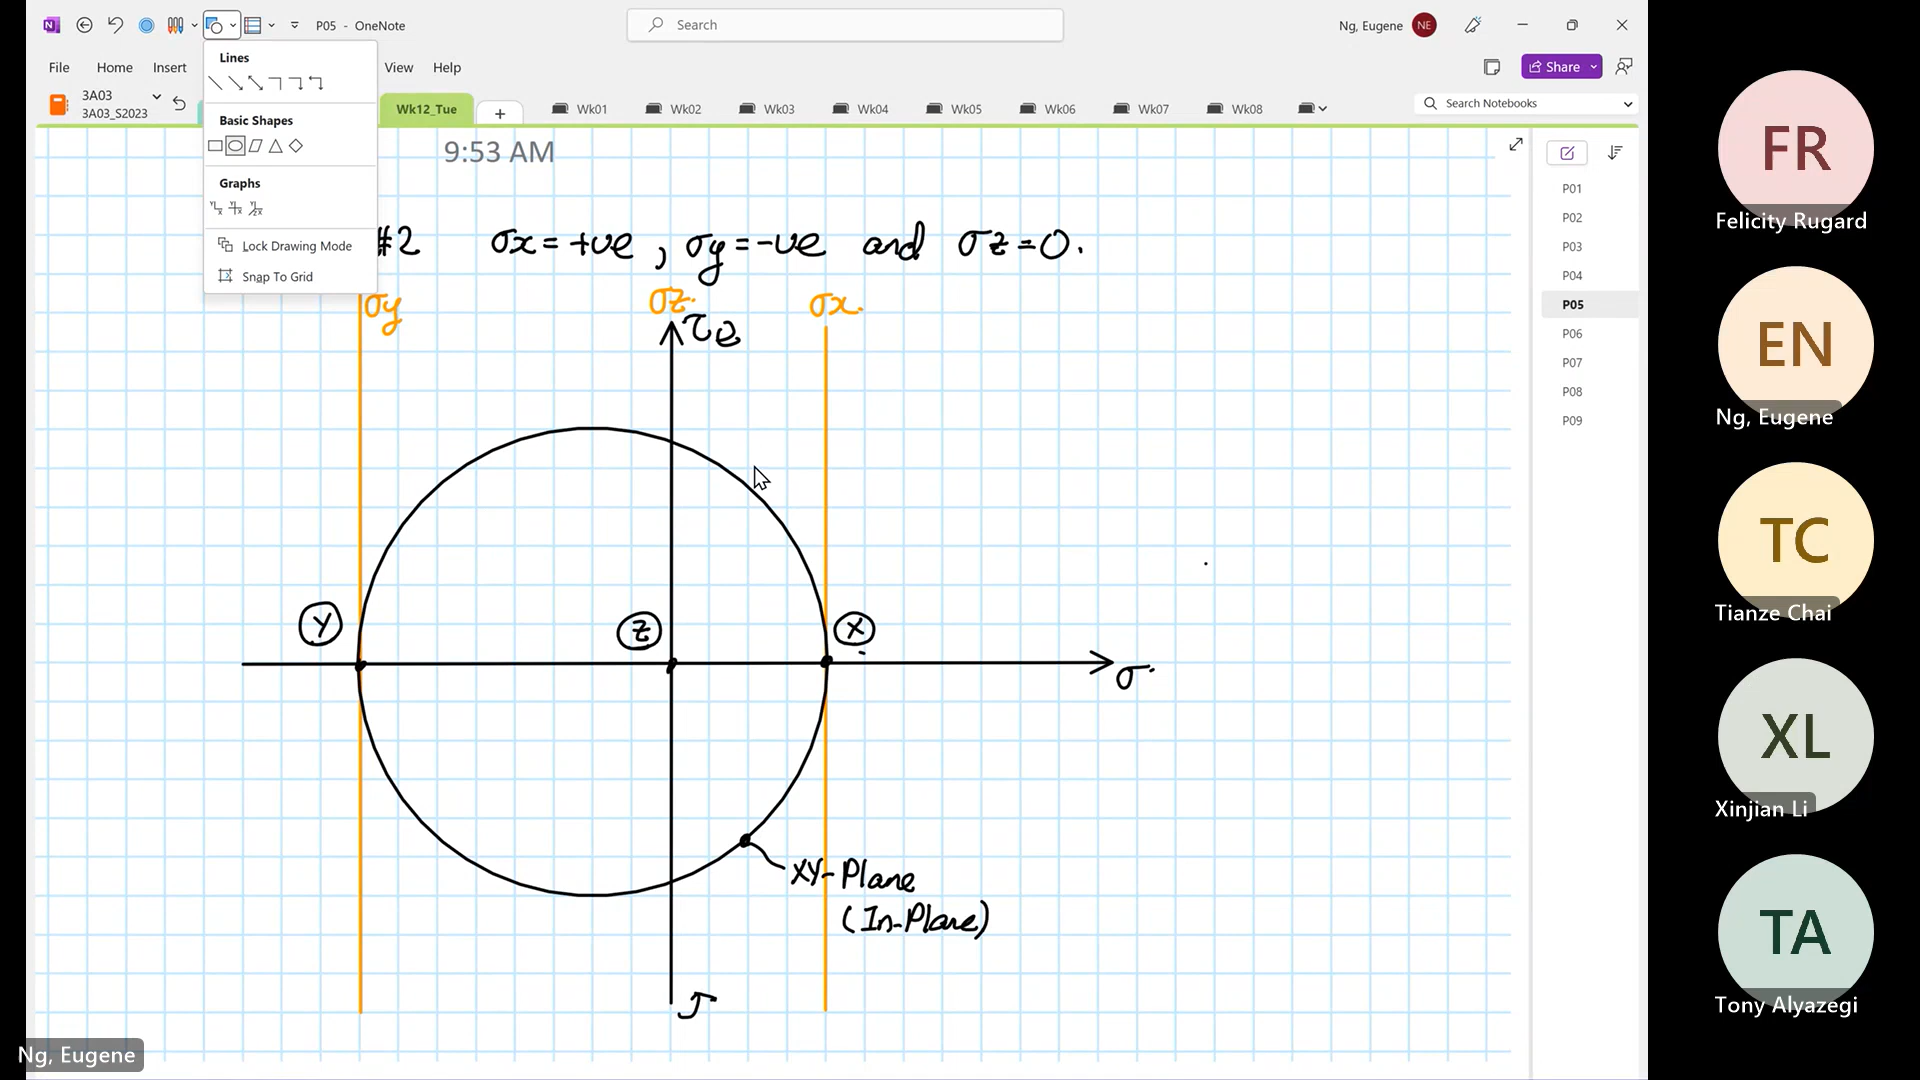 P05 - OneNote
Search
Ng, Eugene
NE
Lines
File
Home
Insert
View
Help
Share
3A03
3A03_S2023
Wk12_Tue
Wk01
Wk02
Wk03
Wk04
Wk05
Wk06
Wk07
Wk08
Search Notebooks
Basic Shapes
Graphs
Lock Drawing Mode
Snap To Grid
9:53 AM
#2 σx = +ve , σy = -ve and σz = 0.
σy
σz
σx
τ
Y
Z
X
σ
XY-Plane
(In-Plane)
P01
P02
P03
P04
P05
P06
P07
P08
P09
FR
Felicity Rugard
EN
Ng, Eugene
TC
Tianze Chai
XL
Xinjian Li
TA
Tony Alyazegi
Ng, Eugene